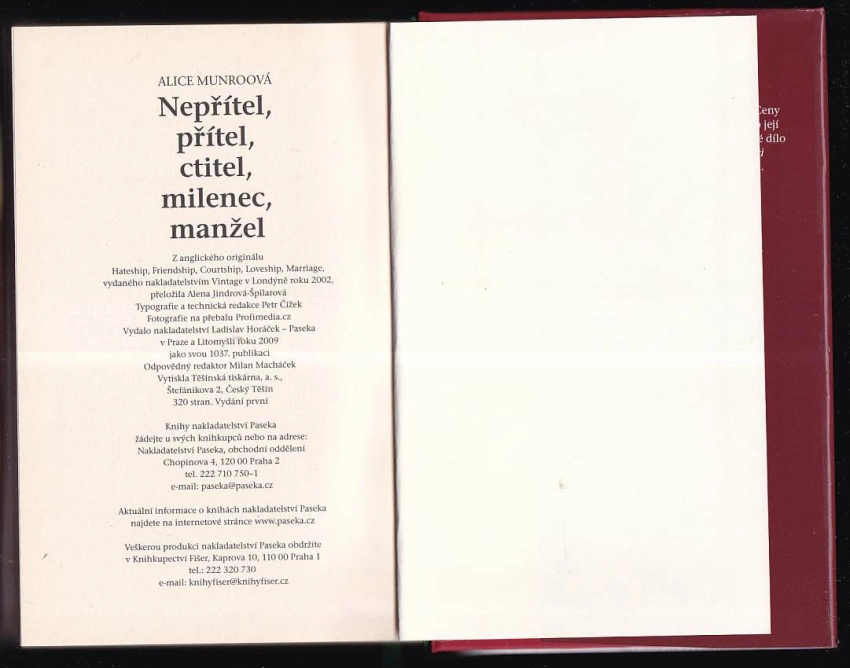 ALICE MUNROOVÁ
Nepřítel,
přítel,
ctitel,
milenec,
manžel
Z anglického originálu
Hateship, Friendship, Courtship, Loveship, Marriage,
vydaného nakladatelstvím Vintage v Londýně roku 2002,
přeložila Alena Jindrová-Špilarová
Typografie a technická redakce Petr Čížek
Fotografie na přebalu Profimedia.cz
Vydalo nakladatelství Ladislav Horáček – Paseka
v Praze a Litomyšli roku 2009
jako svou 1037. publikaci
Odpovědný redaktor Milan Macháček
Vytiskla Těšínská tiskárna, a. s.,
Štefánikova 2, Český Těšín
320 stran. Vydání první
Knihy nakladatelství Paseka
žádejte u svých knihkupců nebo na adrese:
Nakladatelství Paseka, obchodní oddělení
Chopinova 4, 120 00 Praha 2
tel. 222 710 750–1
e-mail: paseka@paseka.cz
Aktuální informace o knihách nakladatelství Paseka
najdete na internetové stránce www.paseka.cz
Veškerou produkci nakladatelství Paseka obdržíte
v Knihkupectví Fišer, Kaprova 10, 110 00 Praha 1
tel.: 222 320 730
e-mail: knihyfiser@knihyfiser.cz
Ceny
její
dílo